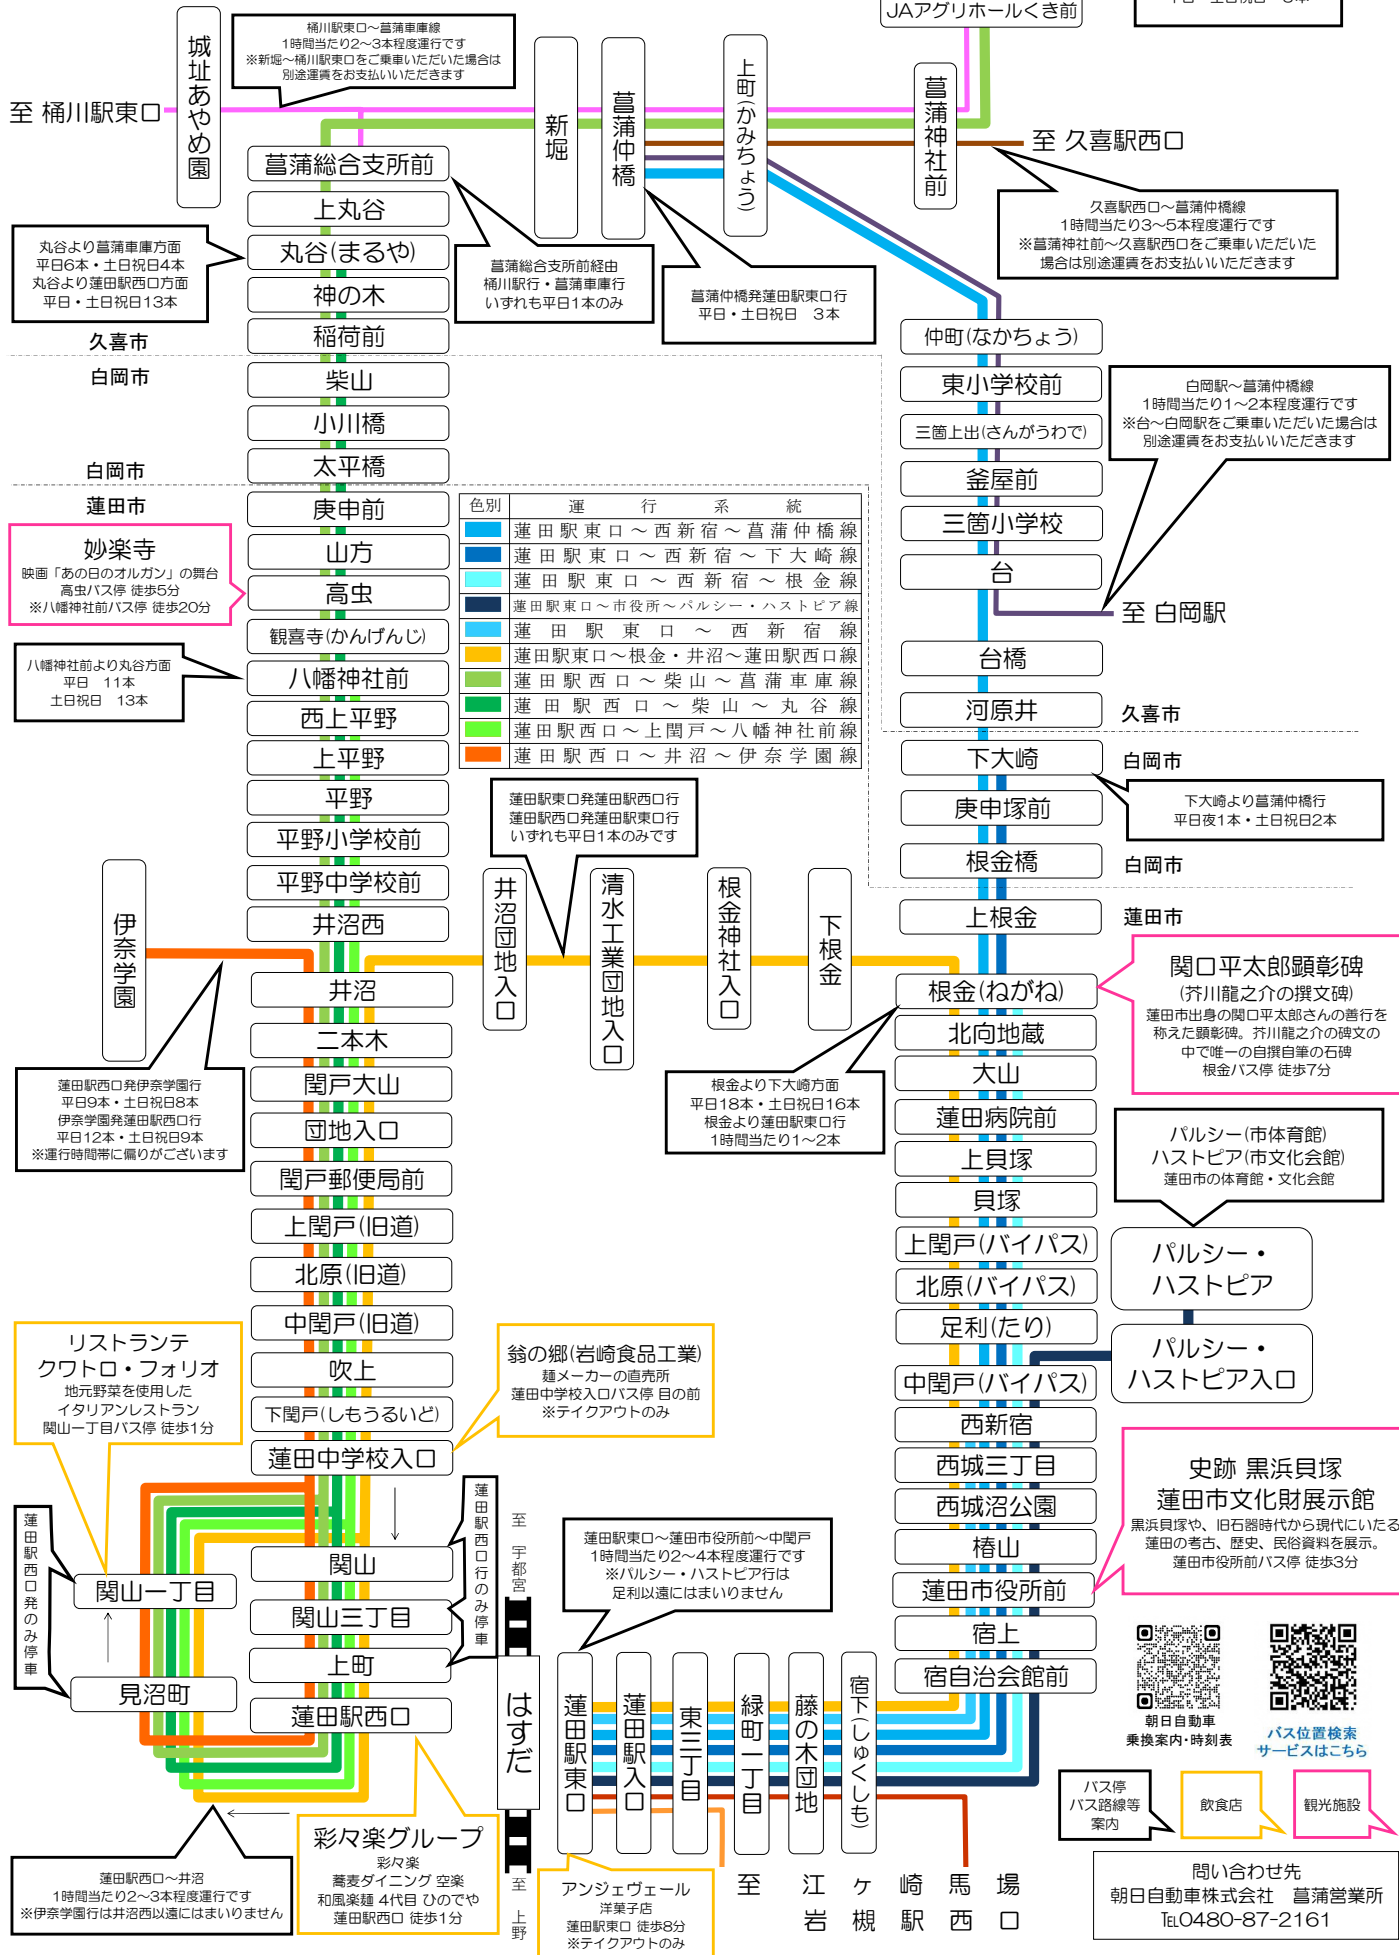 JAアグリホールくき前
桶川駅東口～菖蒲車庫線
1時間当たり2～3本程度運行です
※新堀～桶川駅東口をご乗車いただいた場合は
別途運賃をお支払いいただきます
至 桶川駅東口
城址あやめ園
新堀
菖蒲仲橋
上町(かみちょう)
菖蒲神社前
至 久喜駅西口
久喜駅西口～菖蒲仲橋線
1時間当たり3～5本程度運行です
※菖蒲神社前～久喜駅西口をご乗車いただいた
場合は別途運賃をお支払いいただきます
菖蒲総合支所前
上丸谷
丸谷(まるや)
神の木
稲荷前
柴山
小川橋
太平橋
庚申前
山方
高虫
観喜寺(かんげんじ)
八幡神社前
西上平野
上平野
平野
平野小学校前
平野中学校前
井沼西
丸谷より菖蒲車庫方面
平日6本・土日祝日4本
丸谷より蓮田駅西口方面
平日・土日祝日13本
菖蒲総合支所前経由
桶川駅行・菖蒲車庫行
いずれも平日1本のみ
菖蒲仲橋発蓮田駅東口行
平日・土日祝日 3本
久喜市
白岡市
白岡市
蓮田市
仲町(なかちょう)
東小学校前
三箇上出(さんがうわで)
釜屋前
三箇小学校
台
至 白岡駅
白岡駅～菖蒲仲橋線
1時間当たり1～2本程度運行です
※台～白岡駅をご乗車いただいた場合は
別途運賃をお支払いいただきます
台橋
河原井
久喜市
下大崎
白岡市
庚申塚前
根金橋
白岡市
上根金
蓮田市
下大崎より菖蒲仲橋行
平日夜1本・土日祝日2本
妙楽寺
映画「あの日のオルガン」の舞台
高虫バス停 徒歩5分
※八幡神社前バス停 徒歩20分
八幡神社前より丸谷方面
平日 11本
土日祝日 13本
色別 運行系統
蓮田駅東口～西新宿～菖蒲仲橋線
蓮田駅東口～西新宿～下大崎線
蓮田駅東口～西新宿～根金線
蓮田駅東口～市役所～パルシー・ハストピア線
蓮田駅東口～西新宿線
蓮田駅東口～根金・井沼～蓮田駅西口線
蓮田駅西口～柴山～菖蒲車庫線
蓮田駅西口～柴山～丸谷線
蓮田駅西口～上閏戸～八幡神社前線
蓮田駅西口～井沼～伊奈学園線
蓮田駅東口発蓮田駅西口行
蓮田駅西口発蓮田駅東口行
いずれも平日1本のみです
伊奈学園
井沼団地入口
清水工業団地入口
根金神社入口
下根金
根金(ねがね)
北向地蔵
大山
蓮田病院前
上貝塚
貝塚
上閏戸(バイパス)
北原(バイパス)
足利(たり)
中閏戸(バイパス)
西新宿
西城三丁目
西城沼公園
椿山
蓮田市役所前
宿上
宿自治会館前
関口平太郎顕彰碑
(芥川龍之介の撰文碑)
蓮田市出身の関口平太郎さんの善行を
称えた顕彰碑。芥川龍之介の碑文の
中で唯一の自撰自筆の石碑
根金バス停 徒歩7分
根金より下大崎方面
平日18本・土日祝日16本
根金より蓮田駅東口行
1時間当たり1～2本
パルシー(市体育館)
ハストピア(市文化会館)
蓮田市の体育館・文化会館
パルシー・
ハストピア
パルシー・
ハストピア入口
井沼
二本木
閏戸大山
団地入口
閏戸郵便局前
上閏戸(旧道)
北原(旧道)
中閏戸(旧道)
吹上
下閏戸(しもうるいど)
蓮田中学校入口
蓮田駅西口発伊奈学園行
平日9本・土日祝日8本
伊奈学園発蓮田駅西口行
平日12本・土日祝日9本
※運行時間帯に偏りがございます
リストランテ
クワトロ・フォリオ
地元野菜を使用した
イタリアンレストラン
関山一丁目バス停 徒歩1分
翁の郷(岩崎食品工業)
麺メーカーの直売所
蓮田中学校入口バス停 目の前
※テイクアウトのみ
蓮田駅西口発のみ停車
関山一丁目
見沼町
関山
関山三丁目
上町
蓮田駅西口
蓮田駅西口行のみ停車
至 宇都宮
はすだ
至 上野
蓮田駅東口～蓮田市役所前～中閏戸
1時間当たり2～4本程度運行です
※パルシー・ハストピア行は
足利以遠にはまいりません
史跡 黒浜貝塚
蓮田市文化財展示館
黒浜貝塚や、旧石器時代から現代にいたる
蓮田の考古、歴史、民俗資料を展示。
蓮田市役所前バス停 徒歩3分
蓮田駅東口
蓮田駅入口
東三丁目
緑町一丁目
藤の木団地
宿下(しゅくしも)
至 江ヶ崎馬場
岩槻駅西口
朝日自動車
乗換案内・時刻表
バス位置検索
サービスはこちら
バス停
バス路線等
案内
飲食店
観光施設
蓮田駅西口～井沼
1時間当たり2～3本程度運行です
※伊奈学園行は井沼西以遠にはまいりません
彩々楽グループ
彩々楽
蕎麦ダイニング 空楽
和風楽麺 4代目 ひのでや
蓮田駅西口 徒歩1分
アンジェヴェール
洋菓子店
蓮田駅東口 徒歩8分
※テイクアウトのみ
問い合わせ先
朝日自動車株式会社 菖蒲営業所
℡0480-87-2161